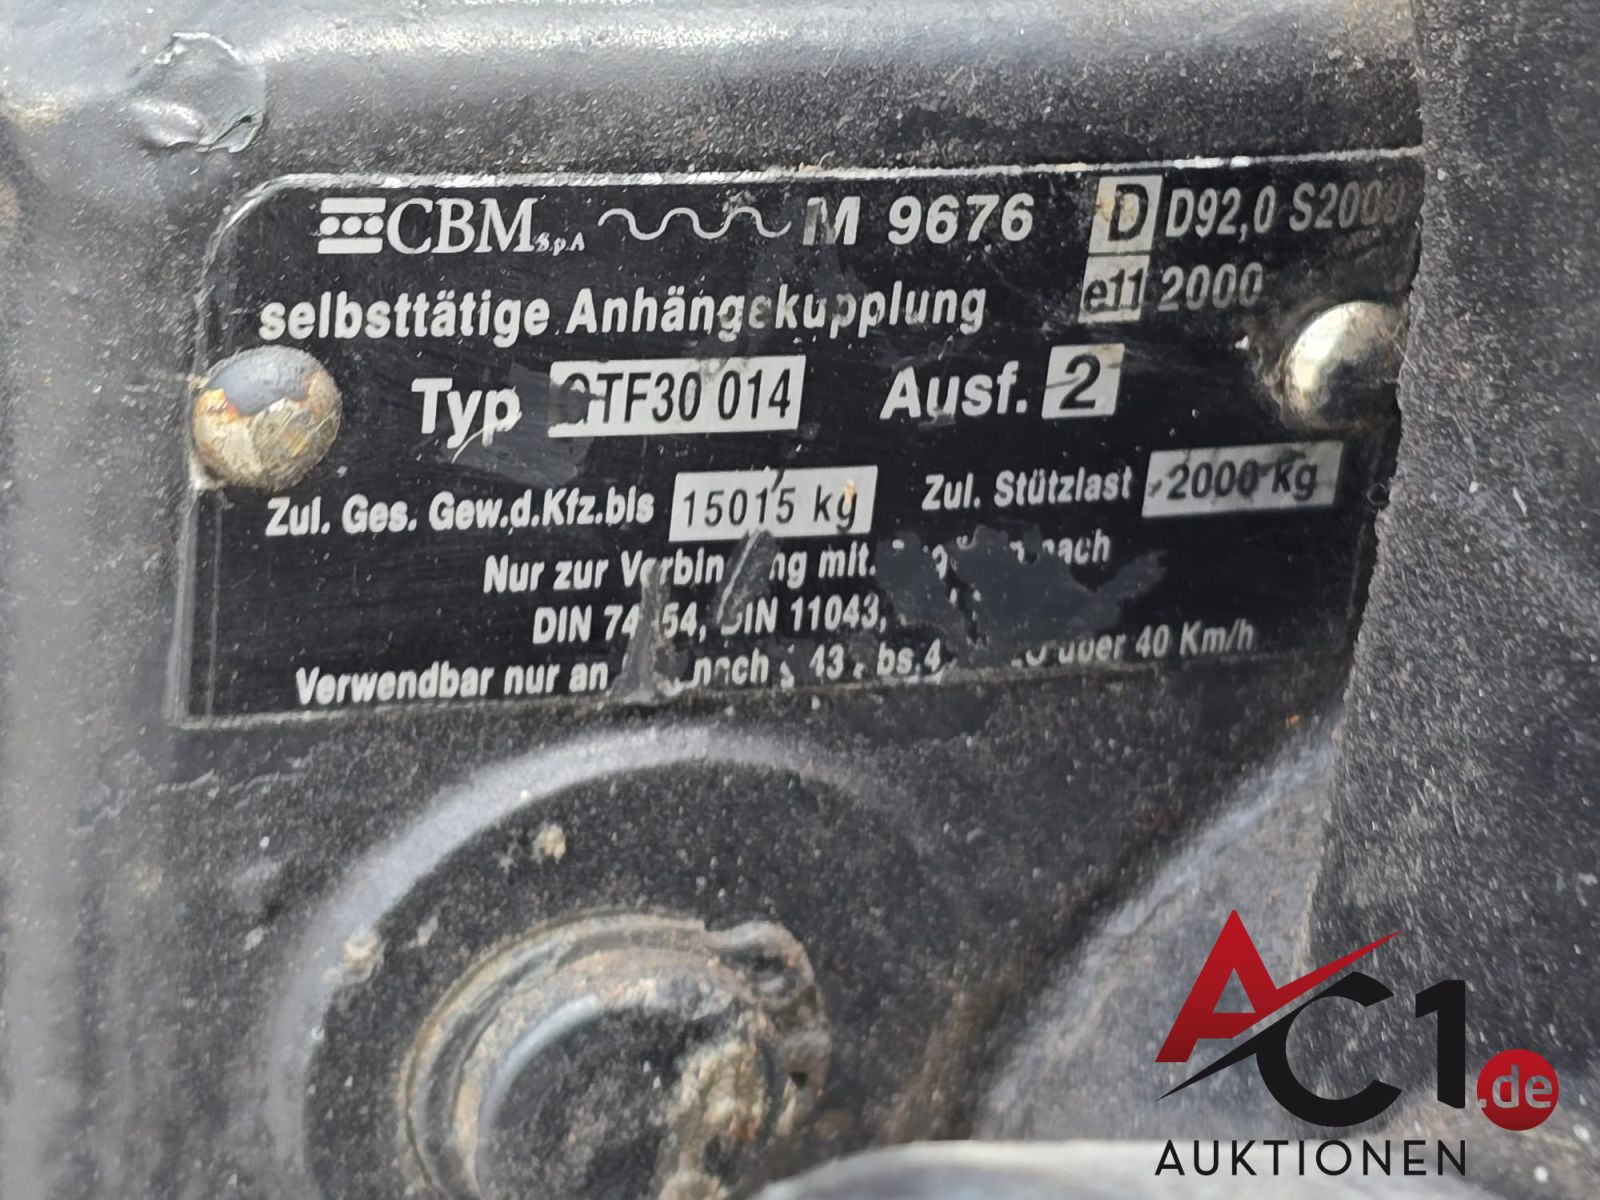 CBM S.p.A M 9676 D D92,0 S2000
e11 2000
selbsttätige Anhängekupplung
Typ GTF30 014 Ausf. 2
Zul. Ges. Gew.d.Kfz.bis 15015 kg Zul. Stützlast 2000 kg
Nur zur Verbindung mit nach
DIN 11043,
Verwendbar nur an nach über 40 Km/h
AC1.de
AUKTIONEN